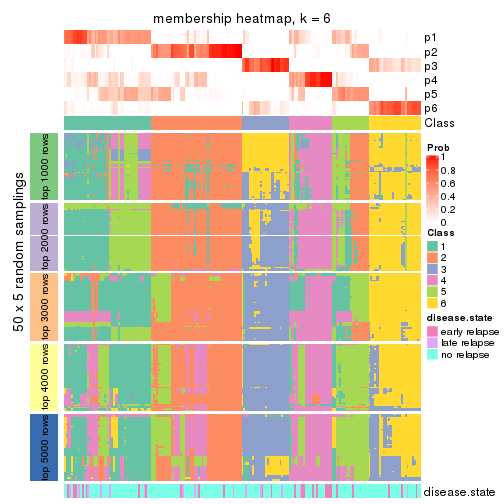 membership heatmap, k = 6
p1
p2
p3
p4
p5
p6
Class
50 x 5 random samplings
top 1000 rows
top 2000 rows
top 3000 rows
top 4000 rows
top 5000 rows
Prob
1
0.8
0.6
0.4
0.2
0
Class
1
2
3
4
5
6
disease.state
early relapse
late relapse
no relapse
disease.state